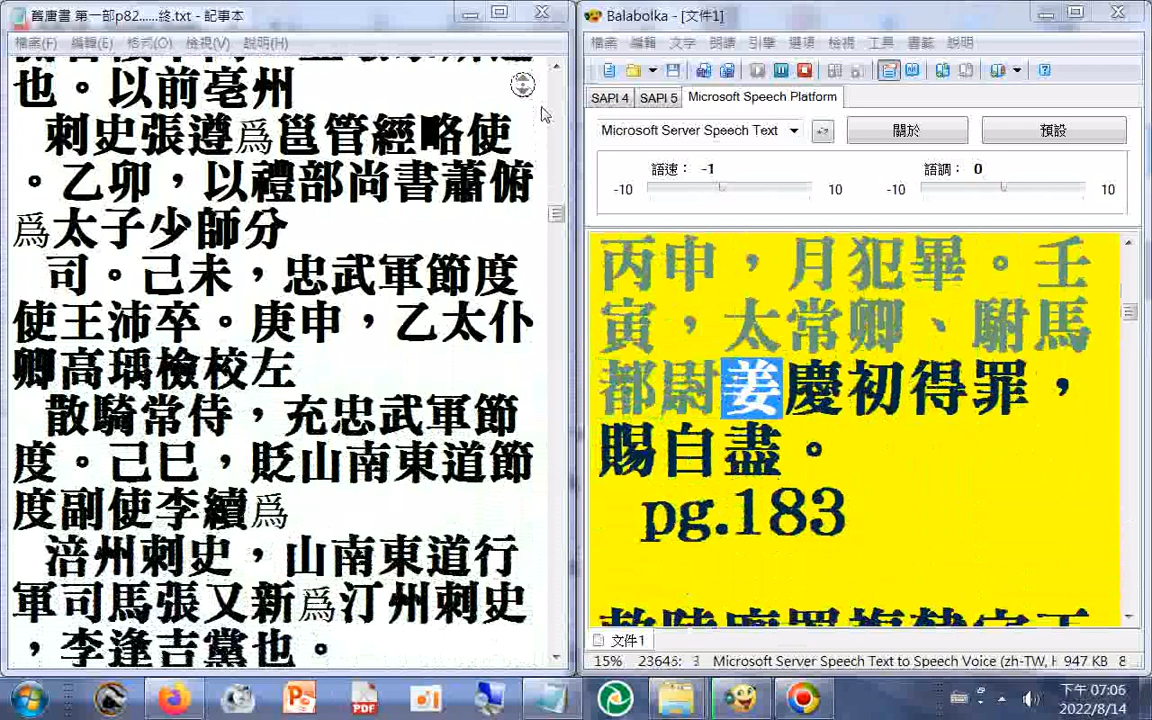 舊唐書 第一部p82......終.txt - 記事本
檔案(F) 編輯(E) 格式(O) 檢視(V) 說明(H)
也。以前亳州
刺史張遵爲邕管經略使
。乙卯，以禮部尚書蕭俯
爲太子少師分
司。己未，忠武軍節度
使王沛卒。庚申，乙太仆
卿高瑀檢校左
散騎常侍，充忠武軍節
度。己巳，貶山南東道節
度副使李續爲
涪州刺史，山南東道行
軍司馬張又新爲汀州刺史
，李逢吉黨也。
Balabolka - [文件1]
檔案 編輯 文字 朗讀 引擎 選項 檢視 工具 書籤 說明
SAPI 4 SAPI 5 Microsoft Speech Platform
Microsoft Server Speech Text 關於 預設
語速： -1 語調： 0
-10 10 -10 10
丙申，月犯畢。壬
寅，太常卿、駙馬
都尉姜慶初得罪，
賜自盡。
pg.183
文件1
15% 23645: Microsoft Server Speech Text to Speech Voice (zh-TW, H 947 KB 8
下午 07:06
2022/8/14